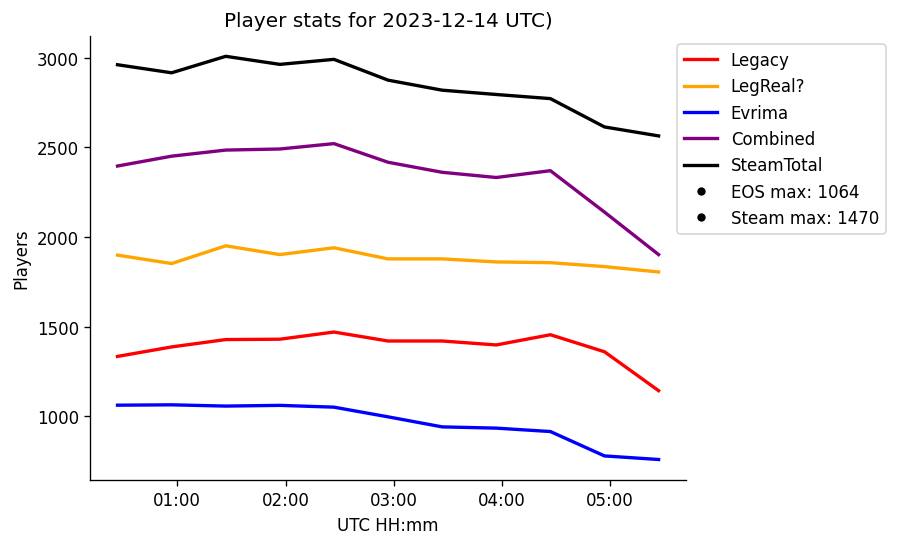 Player stats for 2023-12-14 UTC)
3000
2500
2000
1500
1000
Players
01:00 02:00 03:00 04:00 05:00
UTC HH:mm
Legacy
LegReal?
Evrima
Combined
SteamTotal
EOS max: 1064
Steam max: 1470